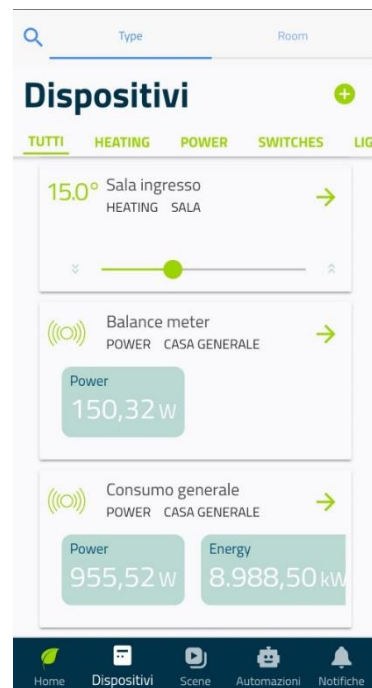 Type Room
Dispositivi
TUTTI HEATING POWER SWITCHES LIG
15.0° Sala ingresso
HEATING SALA
Balance meter
POWER CASA GENERALE
Power
150,32 W
Consumo generale
POWER CASA GENERALE
Power Energy
955,52 W 8.988,50 kW
Home Dispositivi Scene Automazioni Notifiche